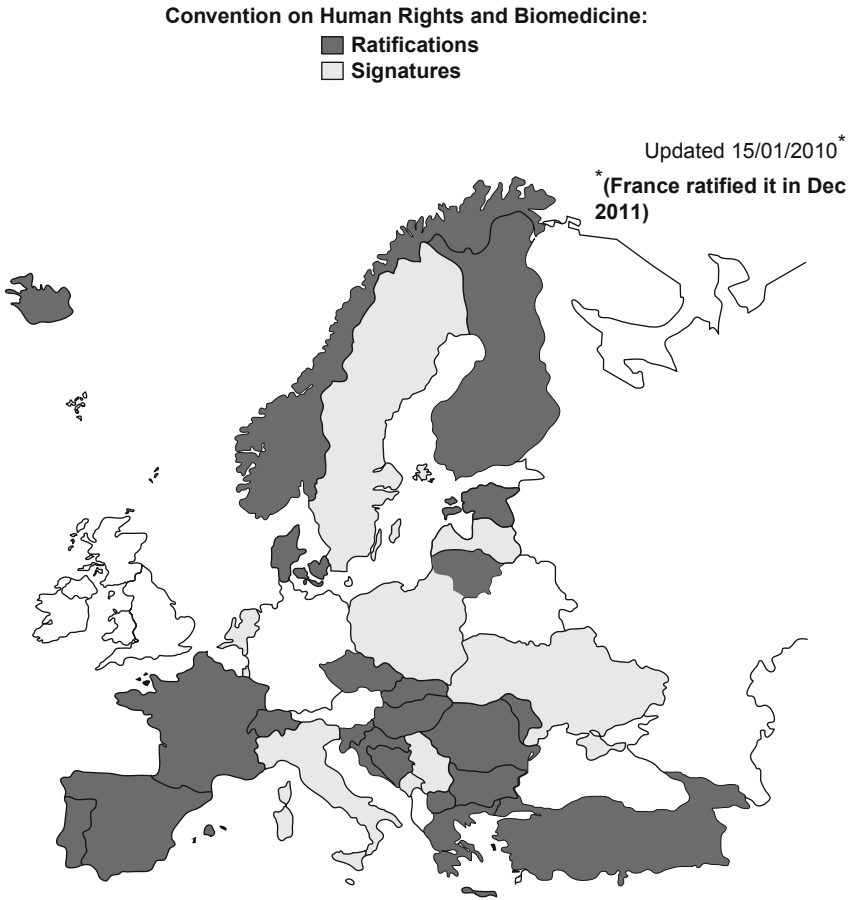 Convention on Human Rights and Biomedicine:
Ratifications
Signatures
Updated 15/01/2010*
*(France ratified it in Dec
2011)